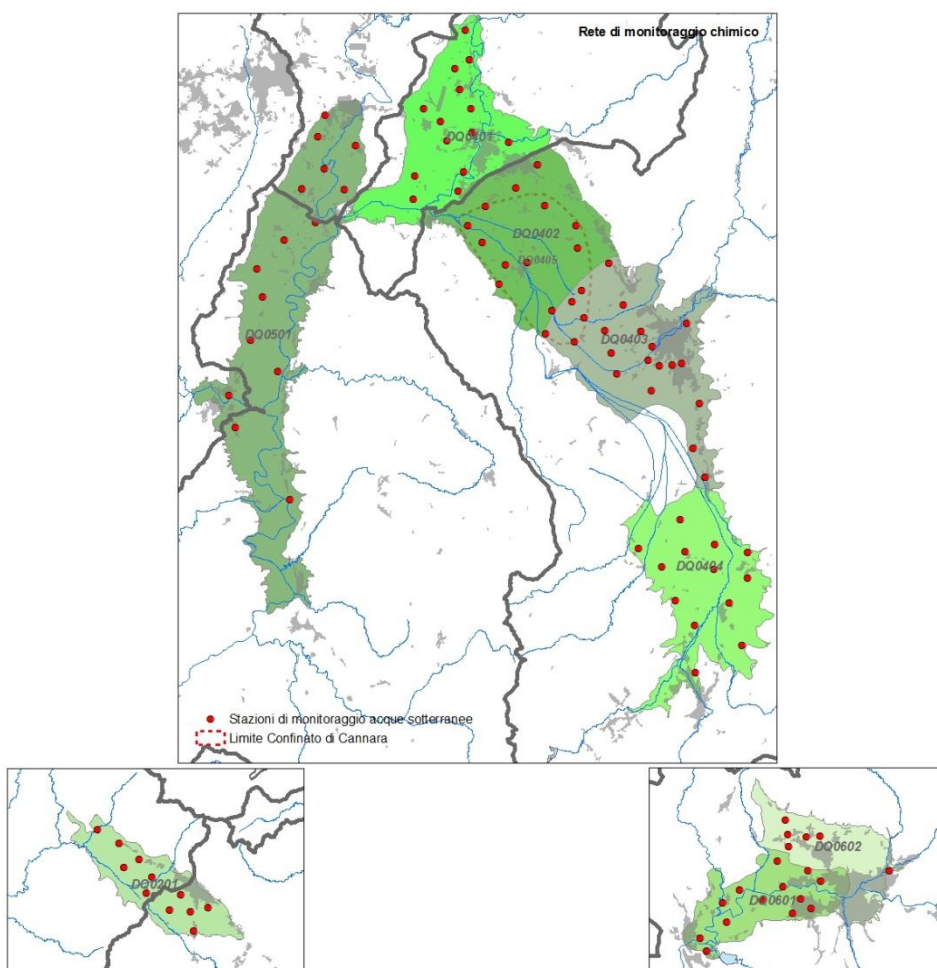 Rete di monitoraggio chimico
DQ0401
DQ0402
DQ0405
DQ0501
DQ0403
DQ0404
Stazioni di monitoraggio acque sotterranee
Limite Confinato di Cannara
DQ0201
DQ0602
DQ0601